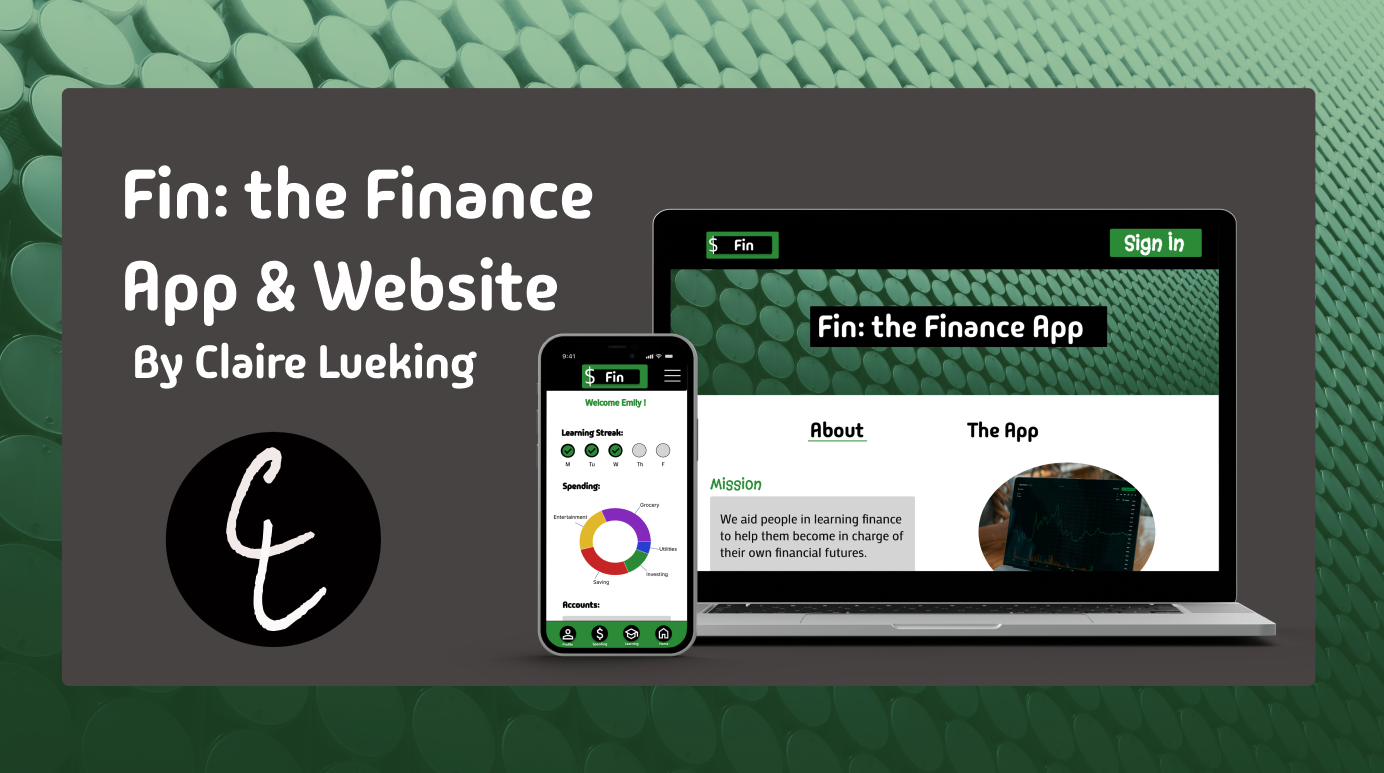 Fin: the Finance
App & Website
By Claire Lueking
CL
$ Fin
Sign in
Fin: the Finance App
About
The App
Mission
We aid people in learning finance
to help them become in charge of
their own financial futures.
9:41
$ Fin
Welcome Emily !
Learning Streak:
M Tu W Th F
Spending:
Grocery
Entertainment
Utilities
Investing
Saving
Accounts:
$
Profile Spending Learning Home